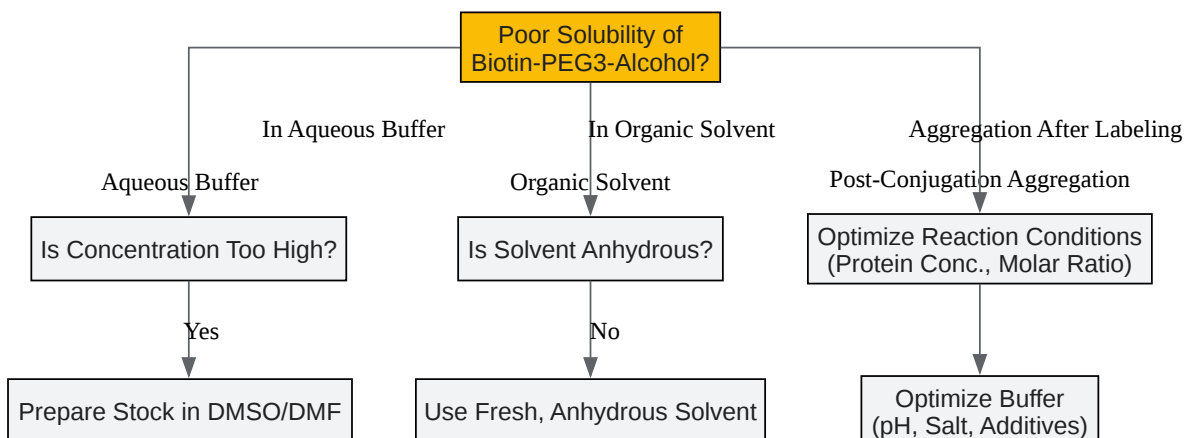 Poor Solubility of
Biotin-PEG3-Alcohol?
In Aqueous Buffer
In Organic Solvent
Aggregation After Labeling
Aqueous Buffer
Organic Solvent
Post-Conjugation Aggregation
Is Concentration Too High?
Is Solvent Anhydrous?
Optimize Reaction Conditions
(Protein Conc., Molar Ratio)
Yes
No
Prepare Stock in DMSO/DMF
Use Fresh, Anhydrous Solvent
Optimize Buffer
(pH, Salt, Additives)